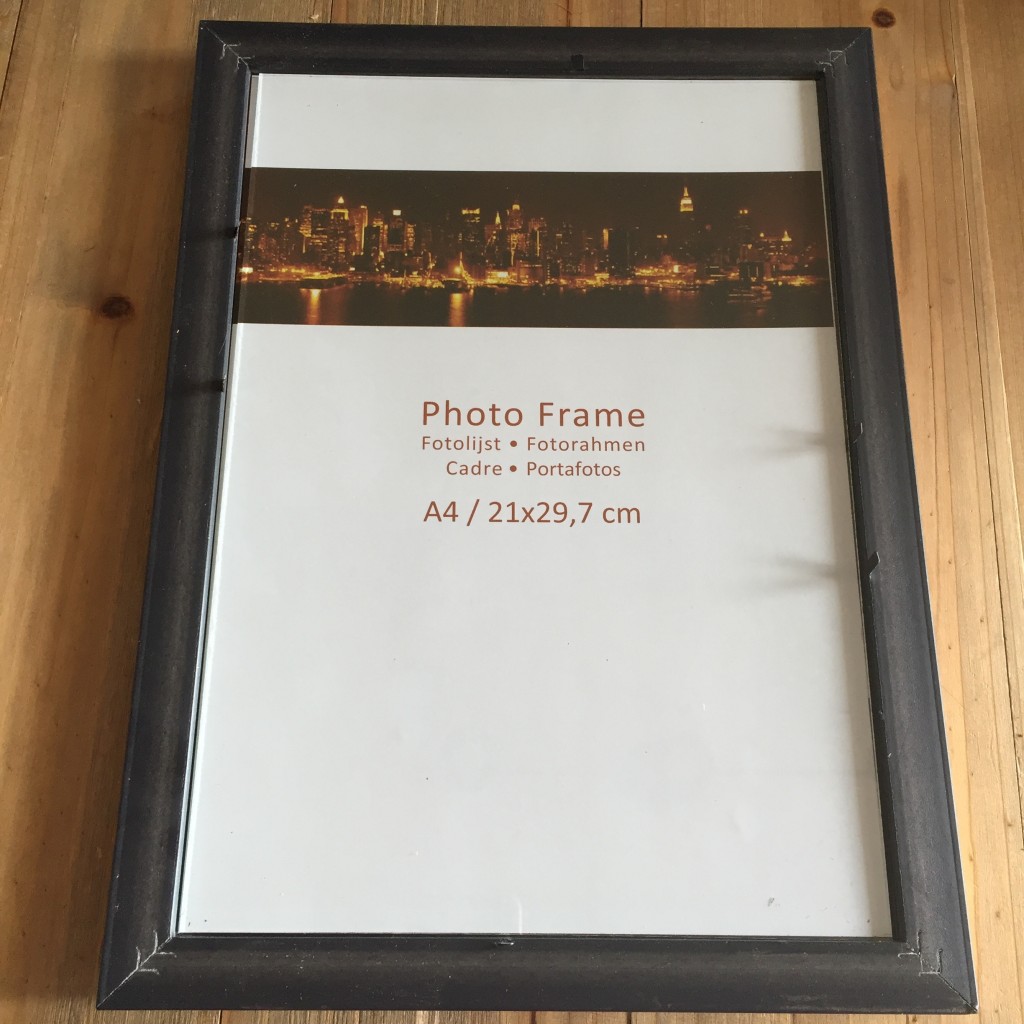 Photo Frame
Fotolijst • Fotorahmen
Cadre • Portafotos
A4 / 21x29,7 cm